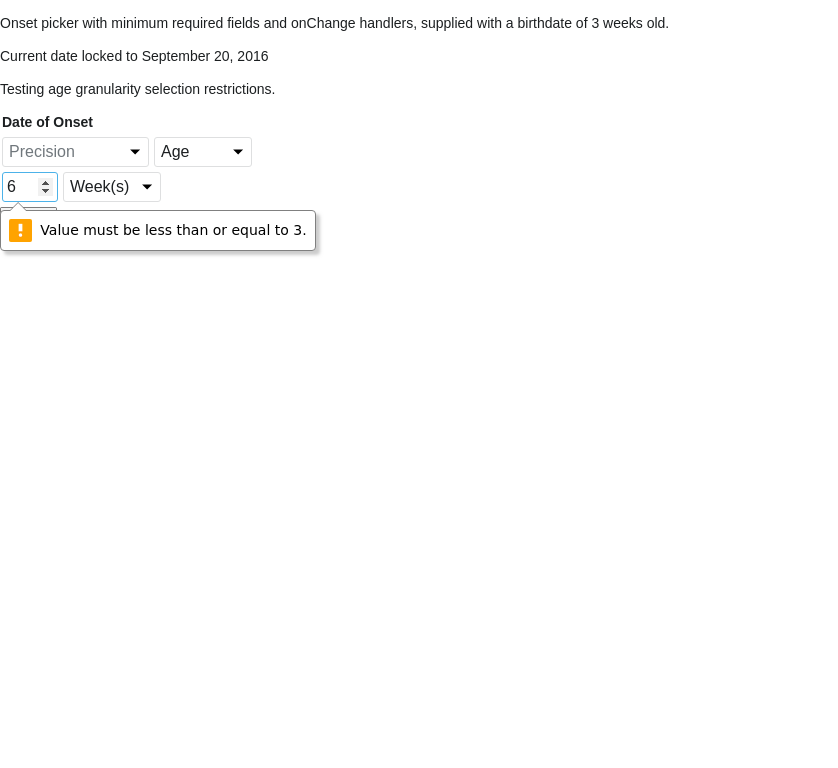 Onset picker with minimum required fields and onChange handlers, supplied with a birthdate of 3 weeks old.
Current date locked to September 20, 2016
Testing age granularity selection restrictions.
Date of Onset
Precision Age
6 Week(s)
Value must be less than or equal to 3.